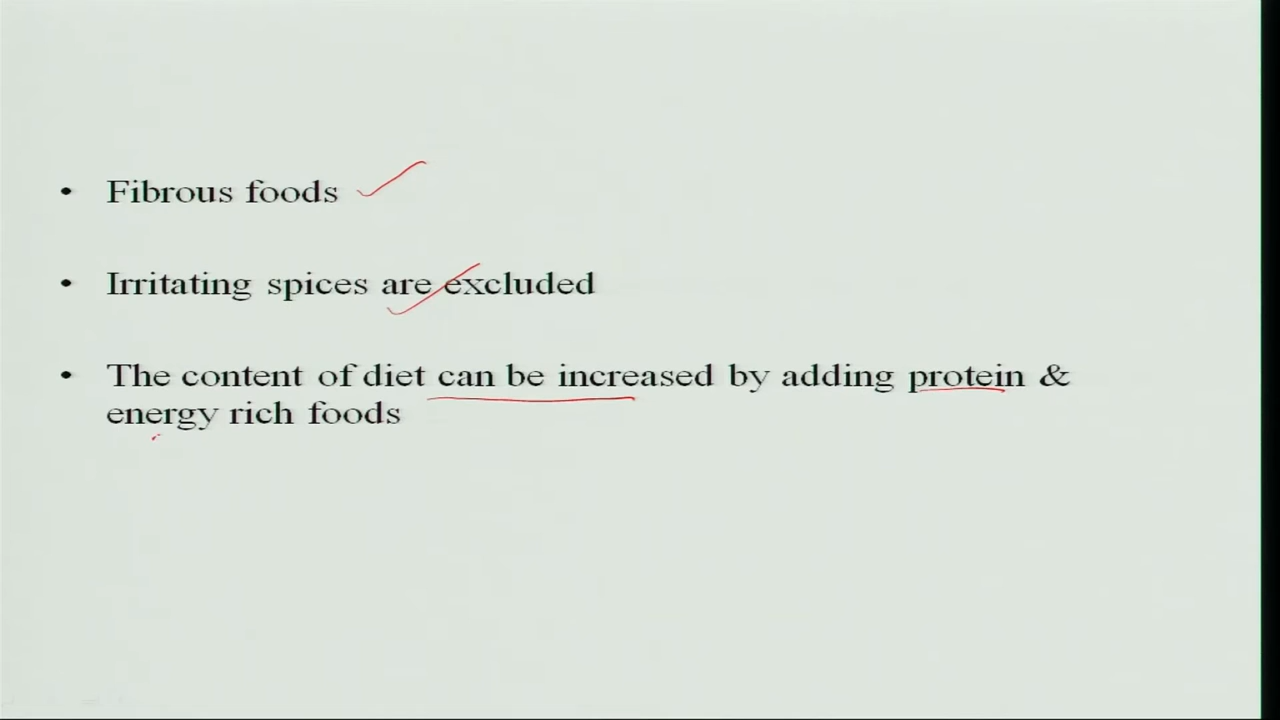 • Fibrous foods
• Irritating spices are excluded
• The content of diet can be increased by adding protein &
energy rich foods